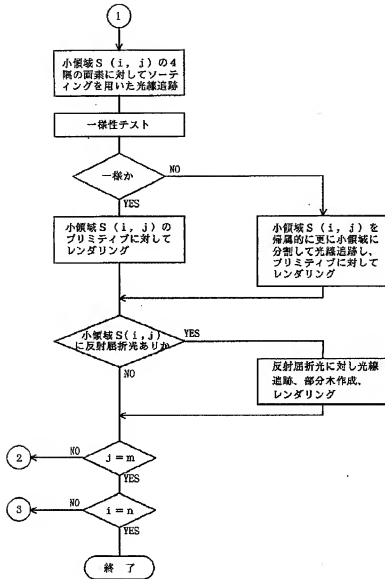 1
小領域S(i, j)の4
隅の画素に対してソーテ
ィングを用いた光線追跡
一様性テスト
一様か
NO
YES
小領域S(i, j)の
プリミティブに対して
レンダリング
小領域S(i, j)を
帰属的に更に小領域に
分割して光線追跡し、
プリミティブに対して
レンダリング
小領域S(i, j)
に反射屈折光ありか
YES
NO
反射屈折光に対し光線
追跡、部分木作成、
レンダリング
2
NO
j=m
YES
3
NO
i=n
YES
終 了